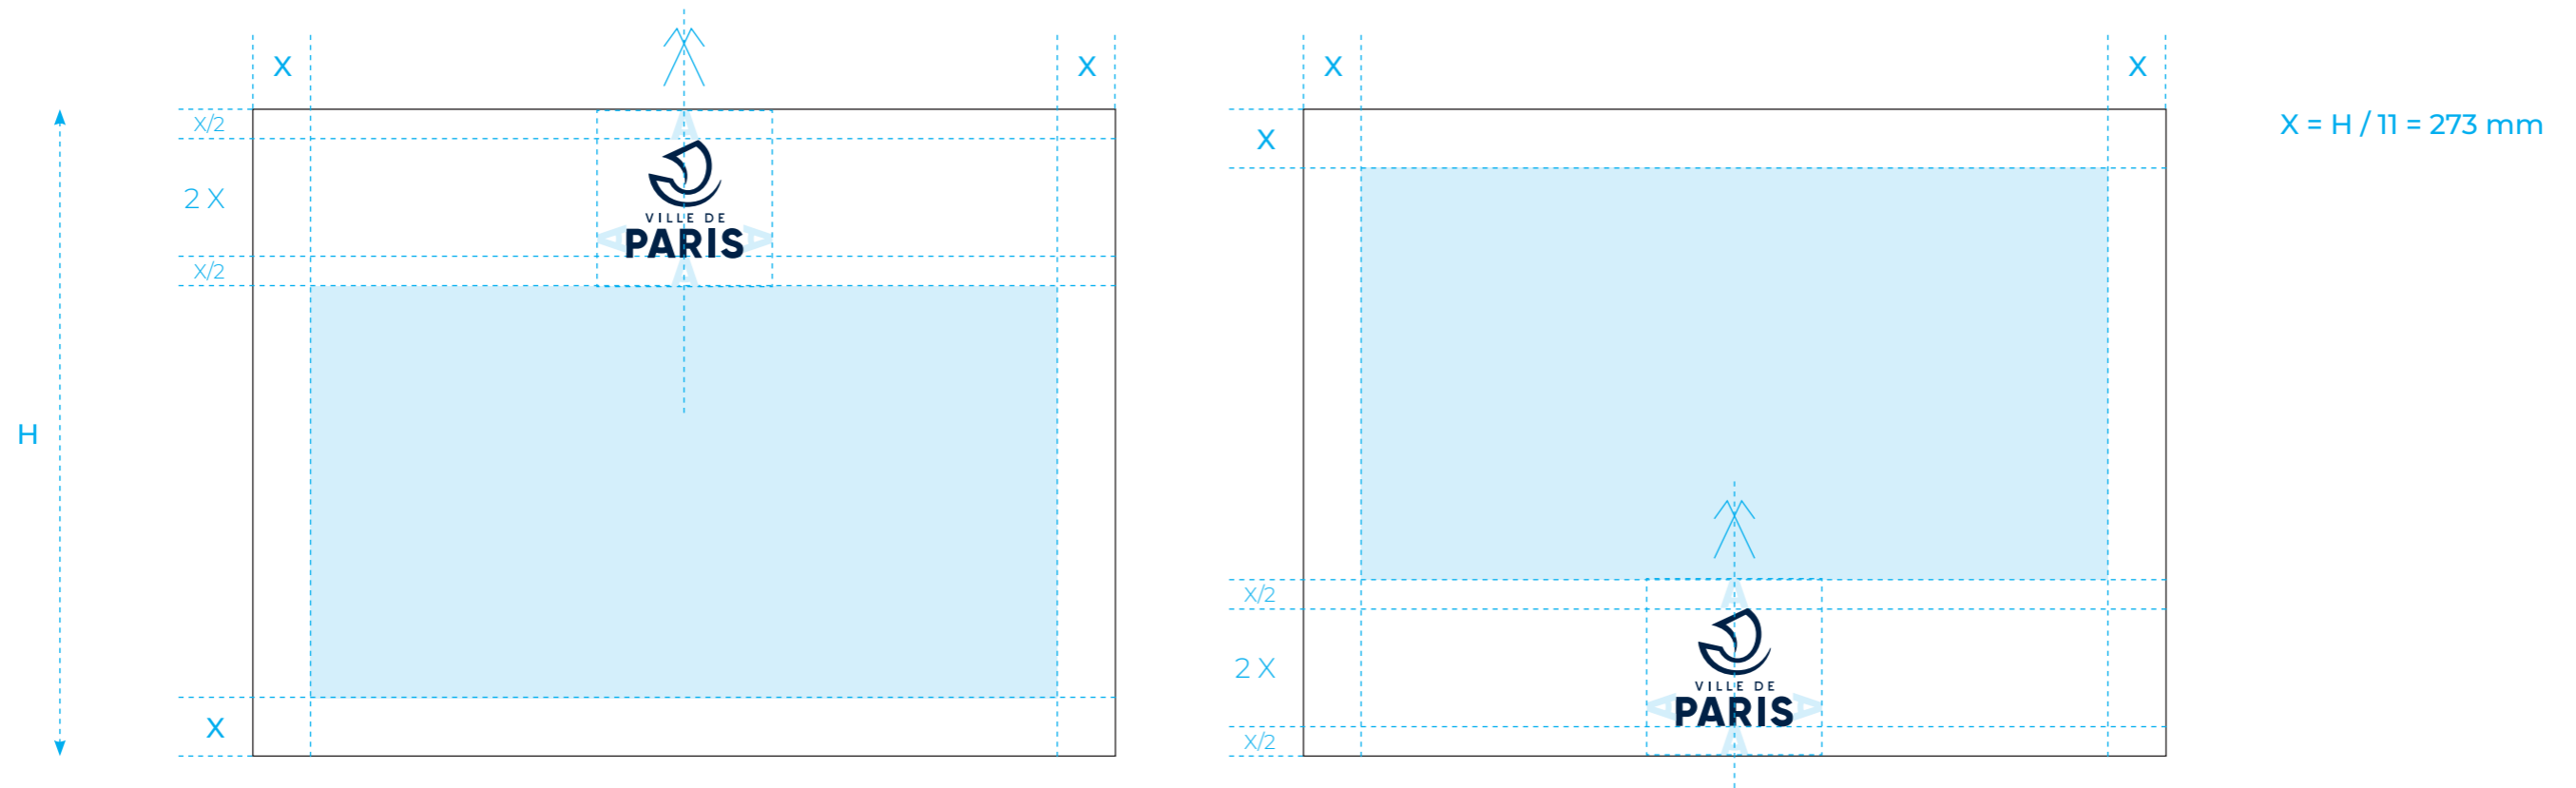 X
X
X/2
2 X
X/2
H
X
VILLE DE
PARIS
X
X
X
X/2
2 X
X/2
VILLE DE
PARIS
X = H / 11 = 273 mm